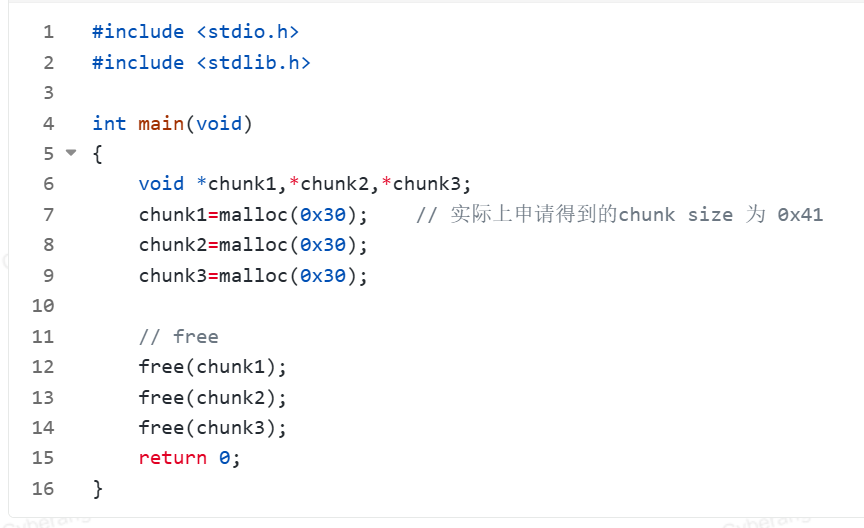 1 #include <stdio.h>
2 #include <stdlib.h>
3
4 int main(void)
5 {
6     void *chunk1,*chunk2,*chunk3;
7     chunk1=malloc(0x30);    // 实际上申请得到的chunk size 为 0x41
8     chunk2=malloc(0x30);
9     chunk3=malloc(0x30);
10
11     // free
12     free(chunk1);
13     free(chunk2);
14     free(chunk3);
15     return 0;
16 }